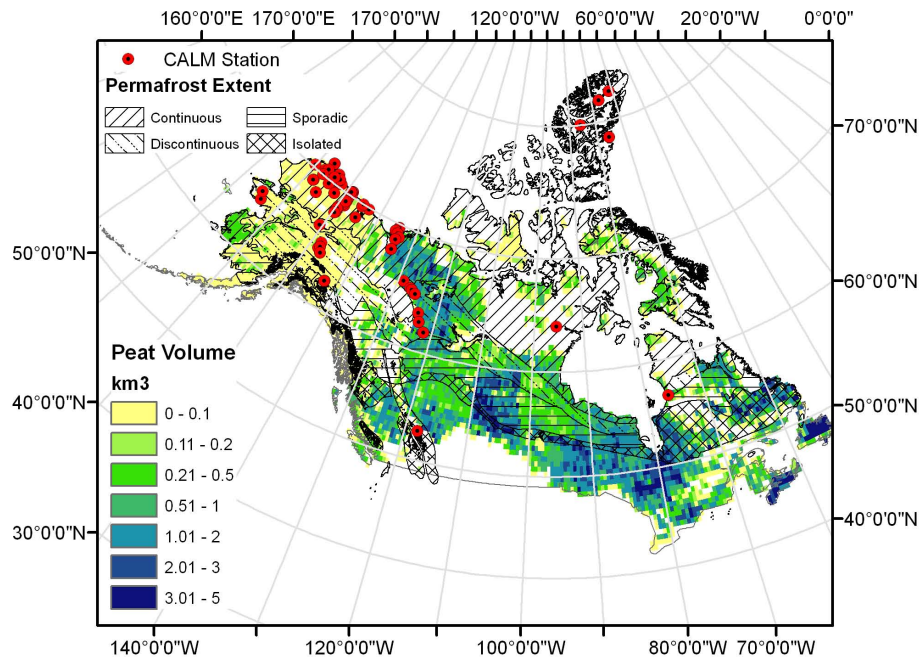 160°0'0"W 170°0'0"E 170°0'0"W 120°0'0"W 60°0'0"W 20°0'0"W 0°0'0"
CALM Station
Permafrost Extent
Continuous Sporadic
Discontinuous Isolated
70°0'0"N
50°0'0"N
60°0'0"N
Peat Volume
km3
0 - 0.1
40°0'0"N
50°0'0"N
0.11 - 0.2
0.21 - 0.5
0.51 - 1
30°0'0"N
40°0'0"N
1.01 - 2
2.01 - 3
3.01 - 5
140°0'0"W 120°0'0"W 100°0'0"W 80°0'0"W 70°0'0"W